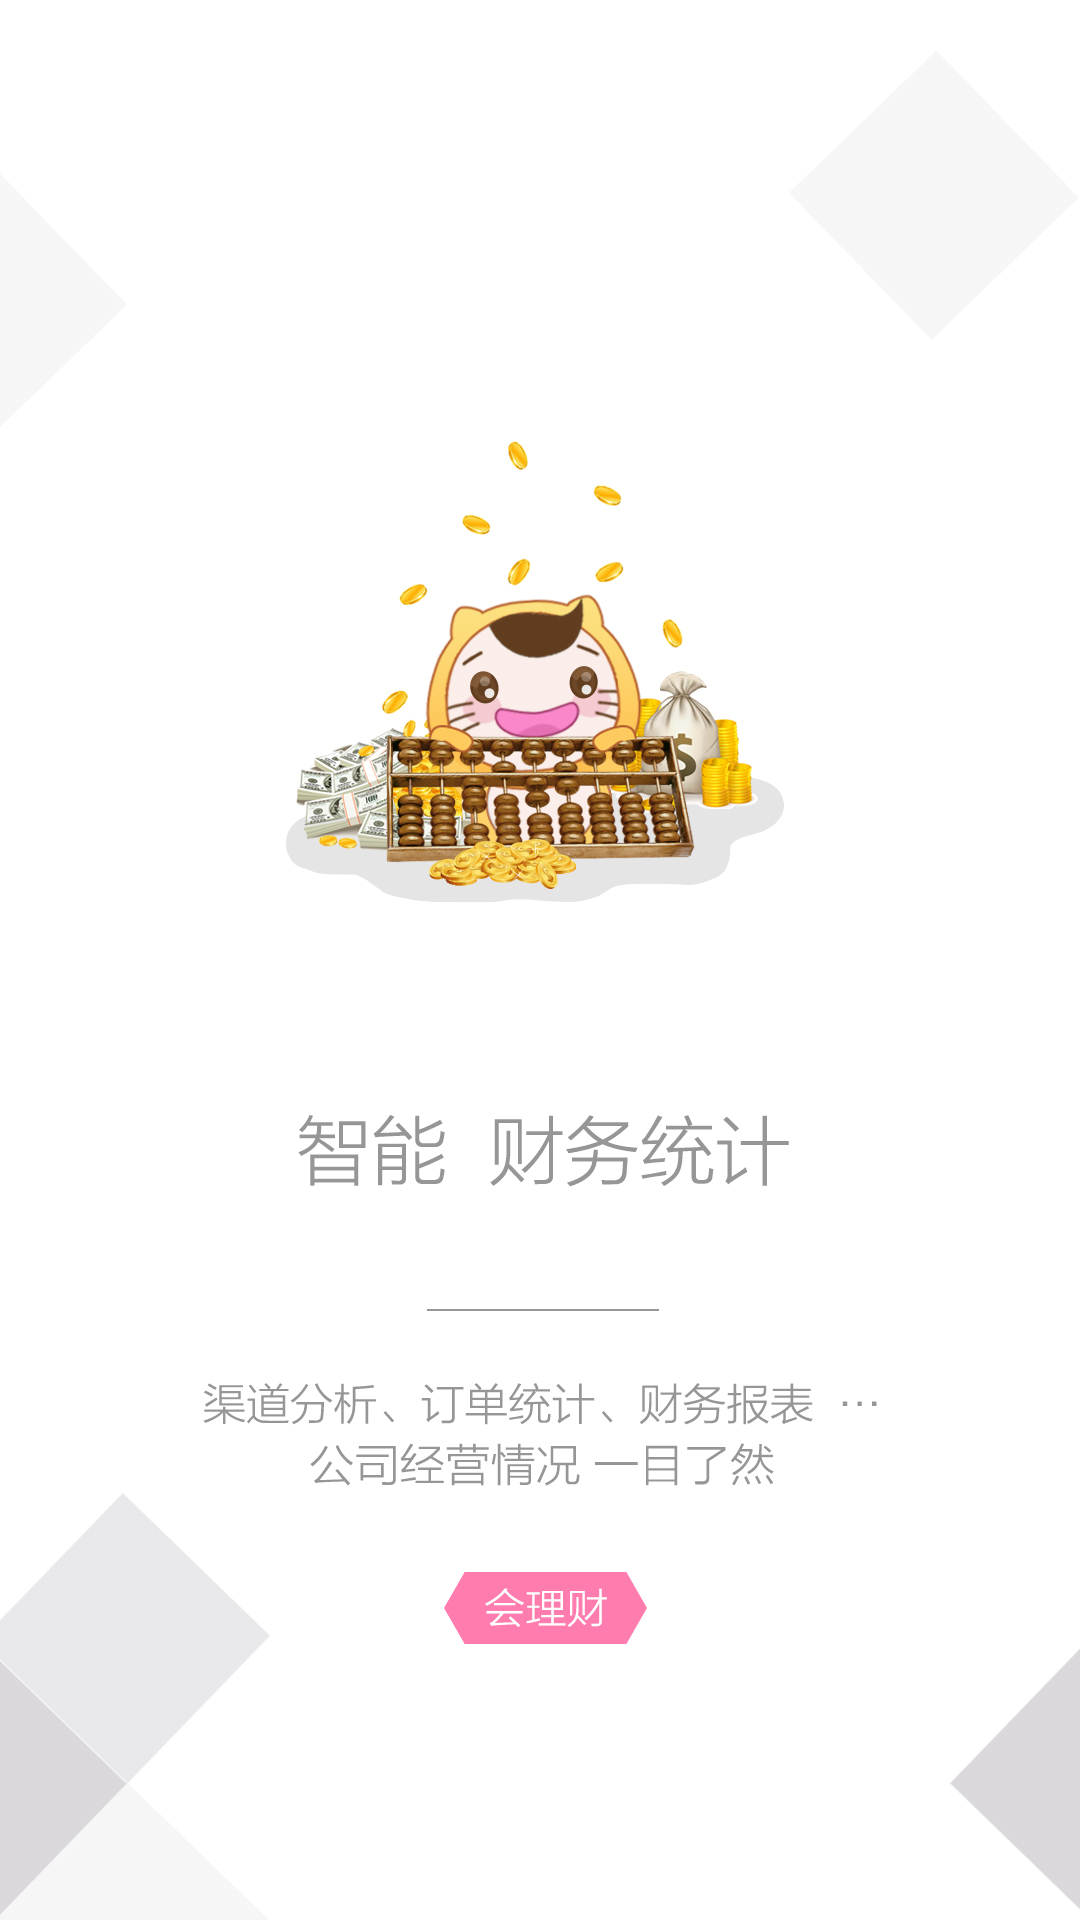 $
100
智能 财务统计
渠道分析、订单统计、财务报表 …
公司经营情况 一目了然
会理财